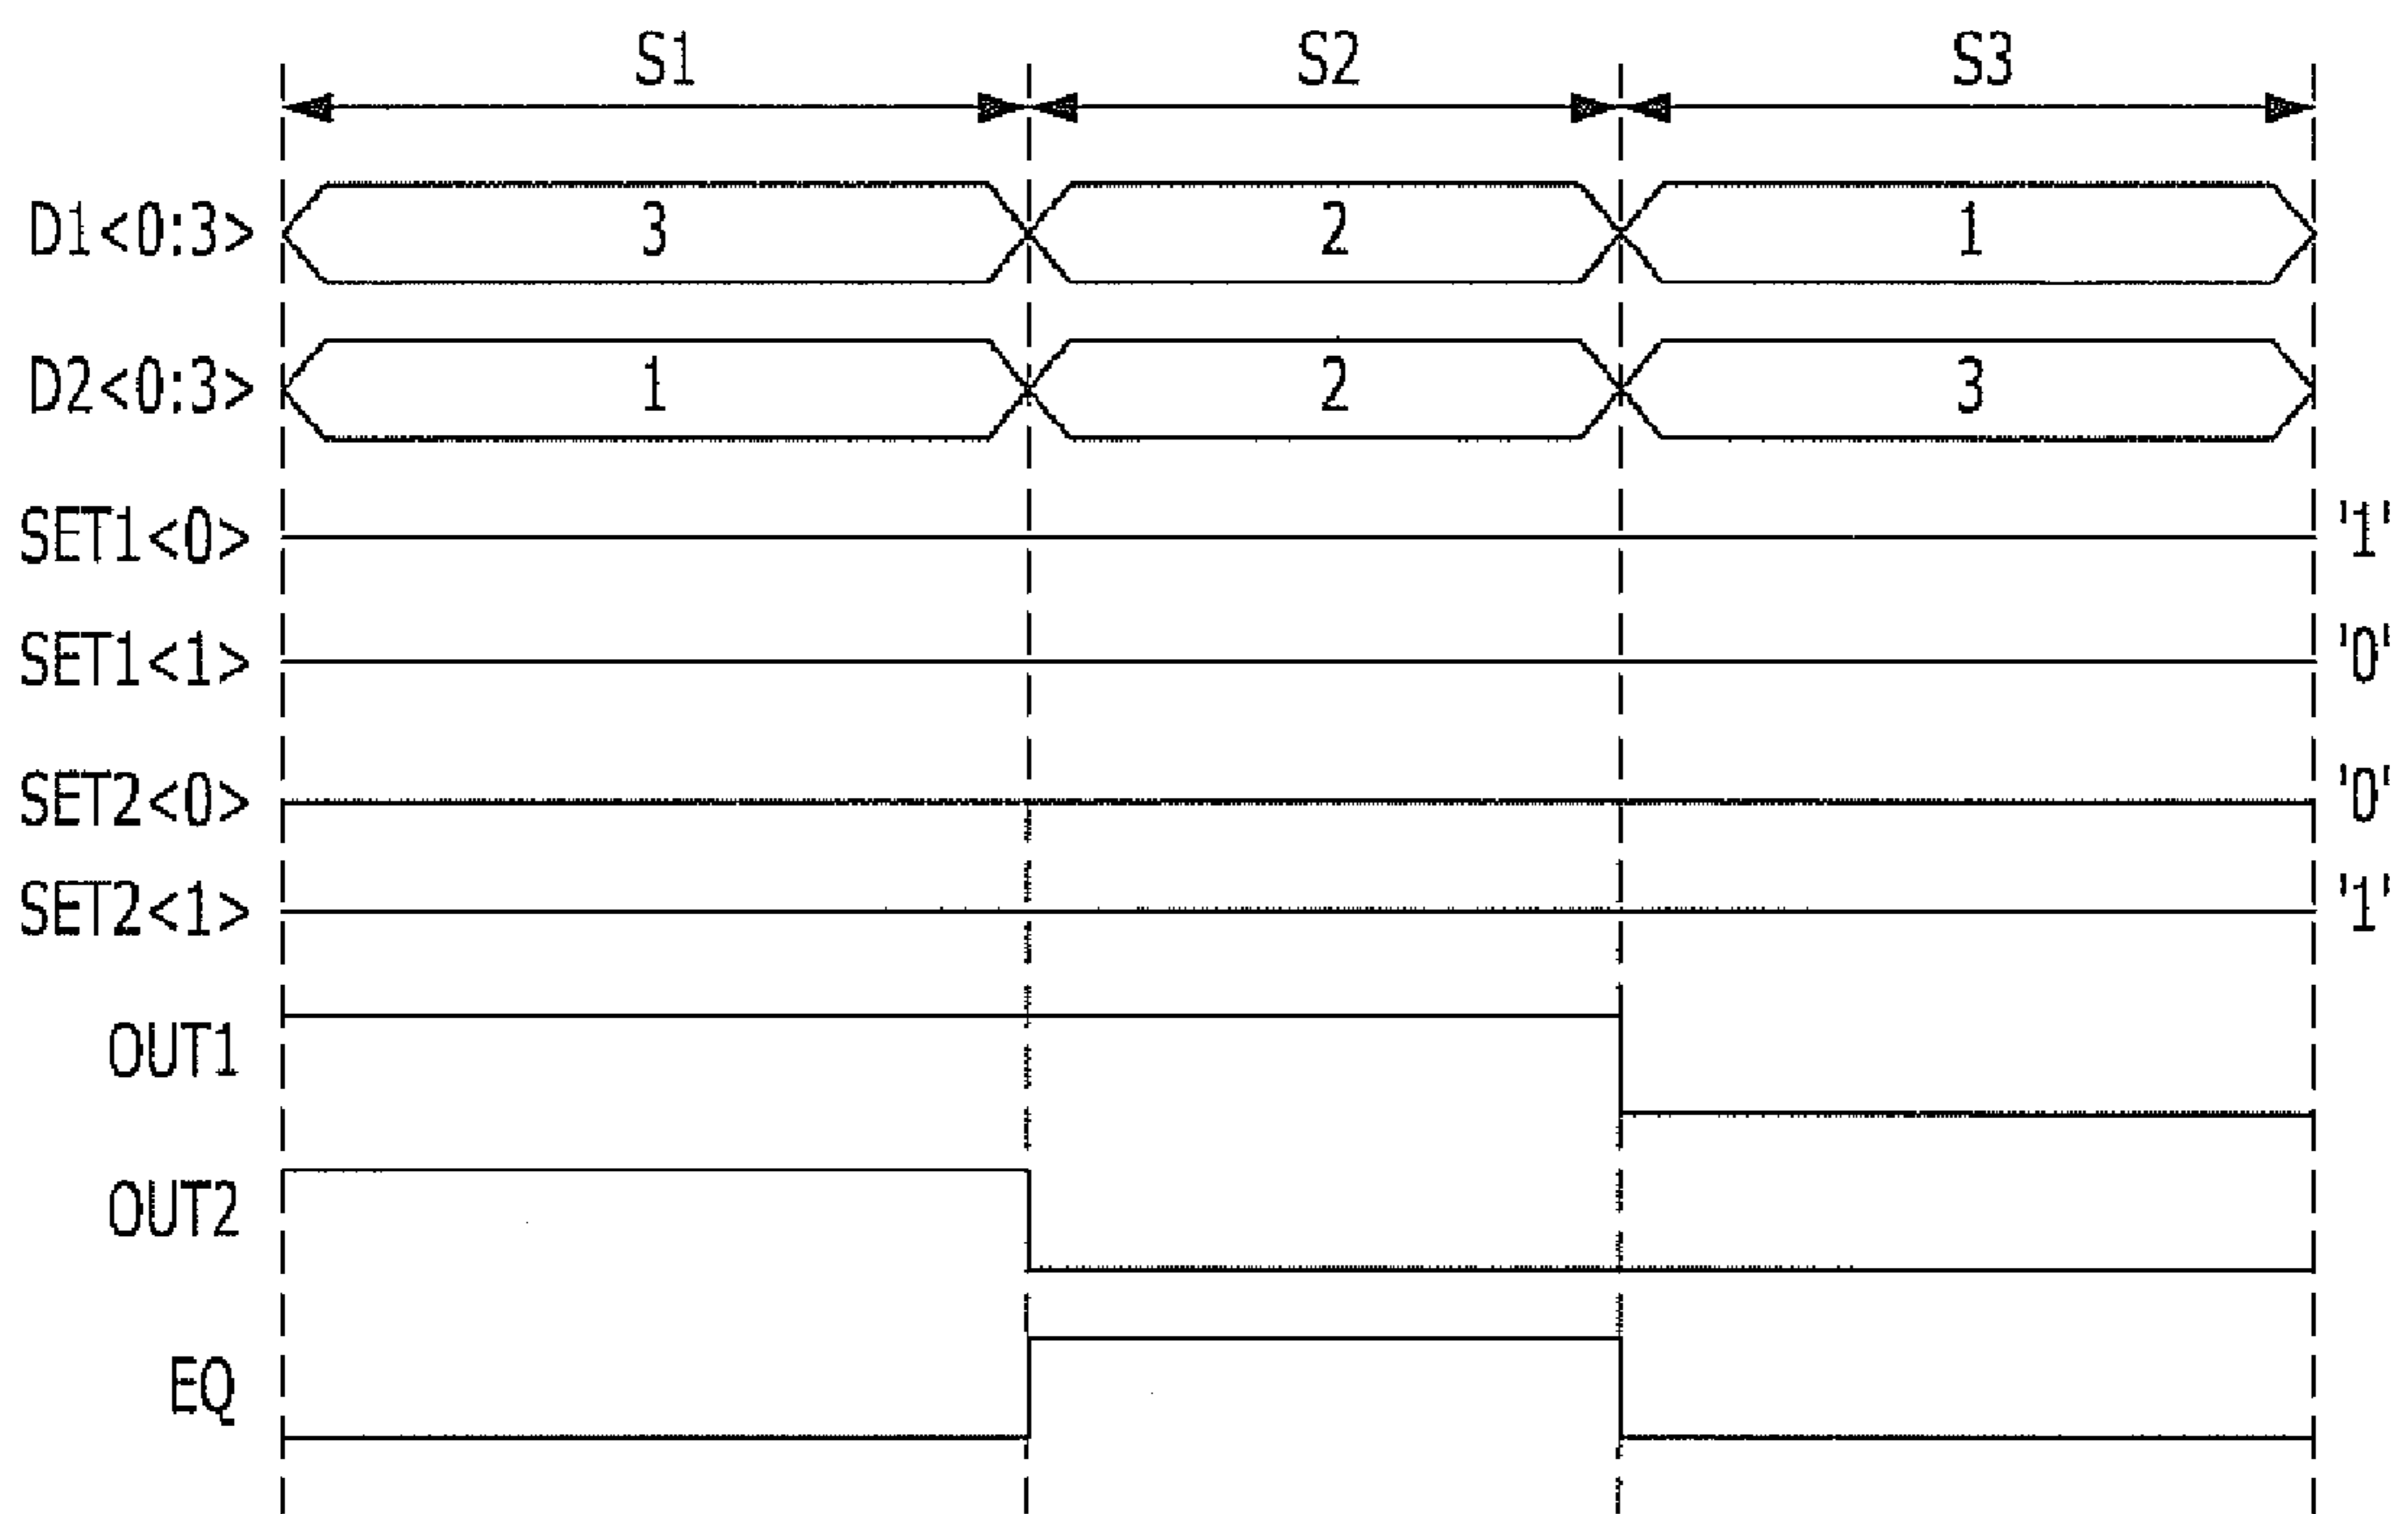 S1 S2 S3
D1<0:3> 3 2 1
D2<0:3> 1 2 3
SET1<0> '1'
SET1<1> '0'
SET2<0> '0'
SET2<1> '1'
OUT1
OUT2
EQ